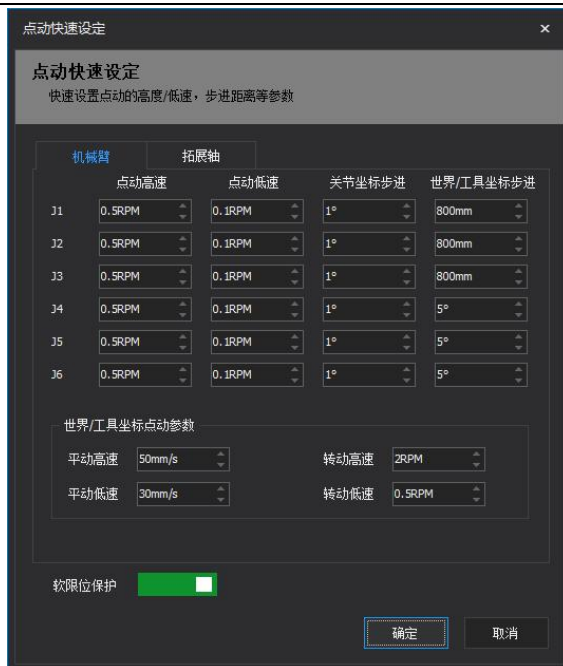 点动快速设定 ×
点动快速设定
快速设置点动的高度/低速，步进距离等参数
机械臂 拓展轴
点动高速 点动低速 关节坐标步进 世界/工具坐标步进
J1 0.5RPM 0.1RPM 1° 800mm
J2 0.5RPM 0.1RPM 1° 800mm
J3 0.5RPM 0.1RPM 1° 800mm
J4 0.5RPM 0.1RPM 1° 5°
J5 0.5RPM 0.1RPM 1° 5°
J6 0.5RPM 0.1RPM 1° 5°
世界/工具坐标点动参数
平动高速 50mm/s 转动高速 2RPM
平动低速 30mm/s 转动低速 0.5RPM
软限位保护
确定 取消